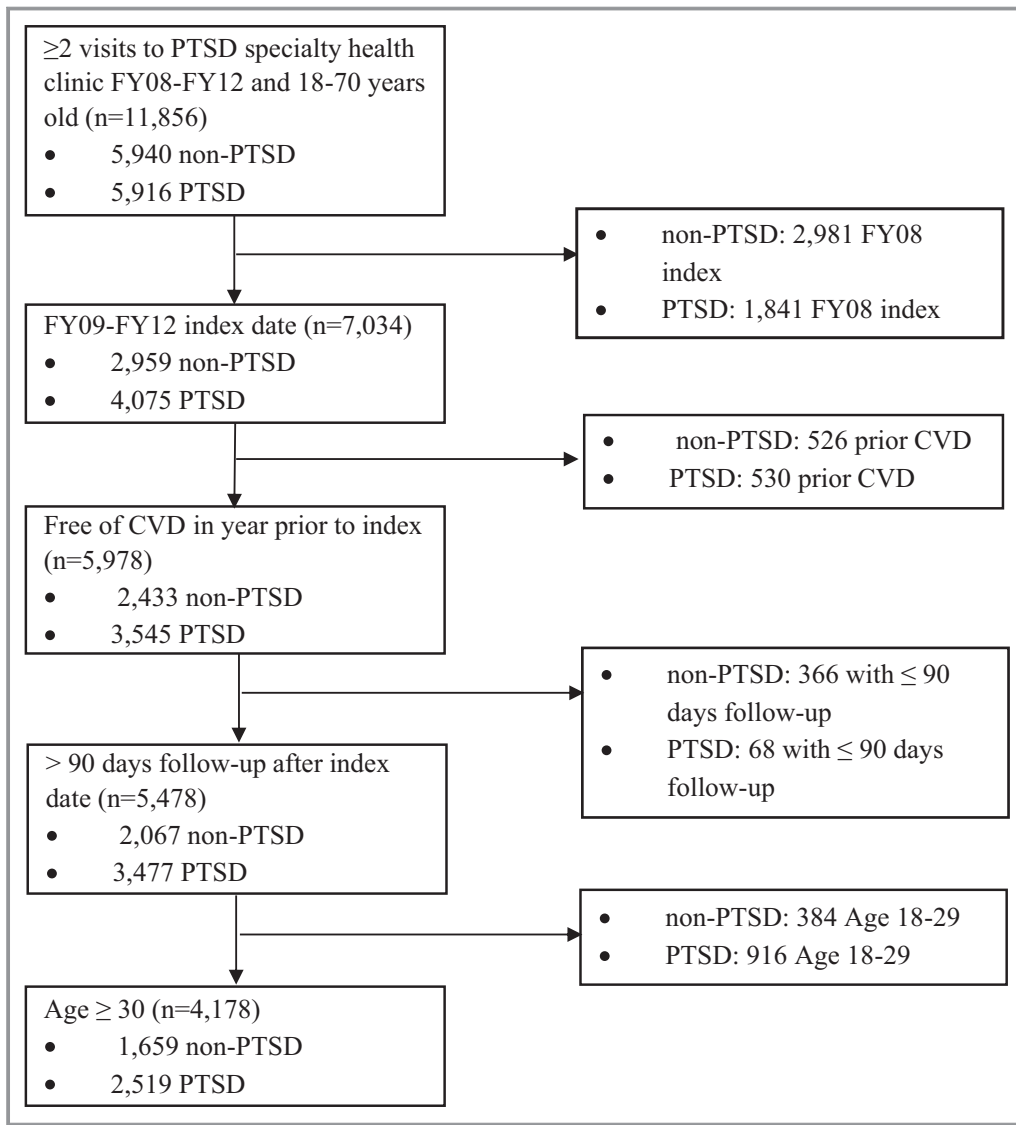 ≥2 visits to PTSD specialty health
clinic FY08-FY12 and 18-70 years
old (n=11,856)
• 5,940 non-PTSD
• 5,916 PTSD
• non-PTSD: 2,981 FY08
index
• PTSD: 1,841 FY08 index
FY09-FY12 index date (n=7,034)
• 2,959 non-PTSD
• 4,075 PTSD
• non-PTSD: 526 prior CVD
• PTSD: 530 prior CVD
Free of CVD in year prior to index
(n=5,978)
• 2,433 non-PTSD
• 3,545 PTSD
• non-PTSD: 366 with ≤ 90
days follow-up
• PTSD: 68 with ≤ 90 days
follow-up
> 90 days follow-up after index
date (n=5,478)
• 2,067 non-PTSD
• 3,477 PTSD
• non-PTSD: 384 Age 18-29
• PTSD: 916 Age 18-29
Age ≥ 30 (n=4,178)
• 1,659 non-PTSD
• 2,519 PTSD